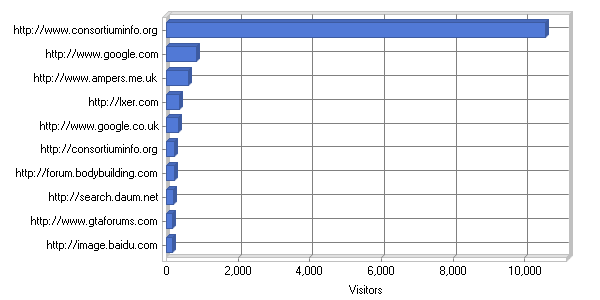 http://www.consortiuminfo.org
http://www.google.com
http://www.ampers.me.uk
http://lxer.com
http://www.google.co.uk
http://consortiuminfo.org
http://forum.bodybuilding.com
http://search.daum.net
http://www.gtaforums.com
http://image.baidu.com
0 2,000 4,000 6,000 8,000 10,000
Visitors